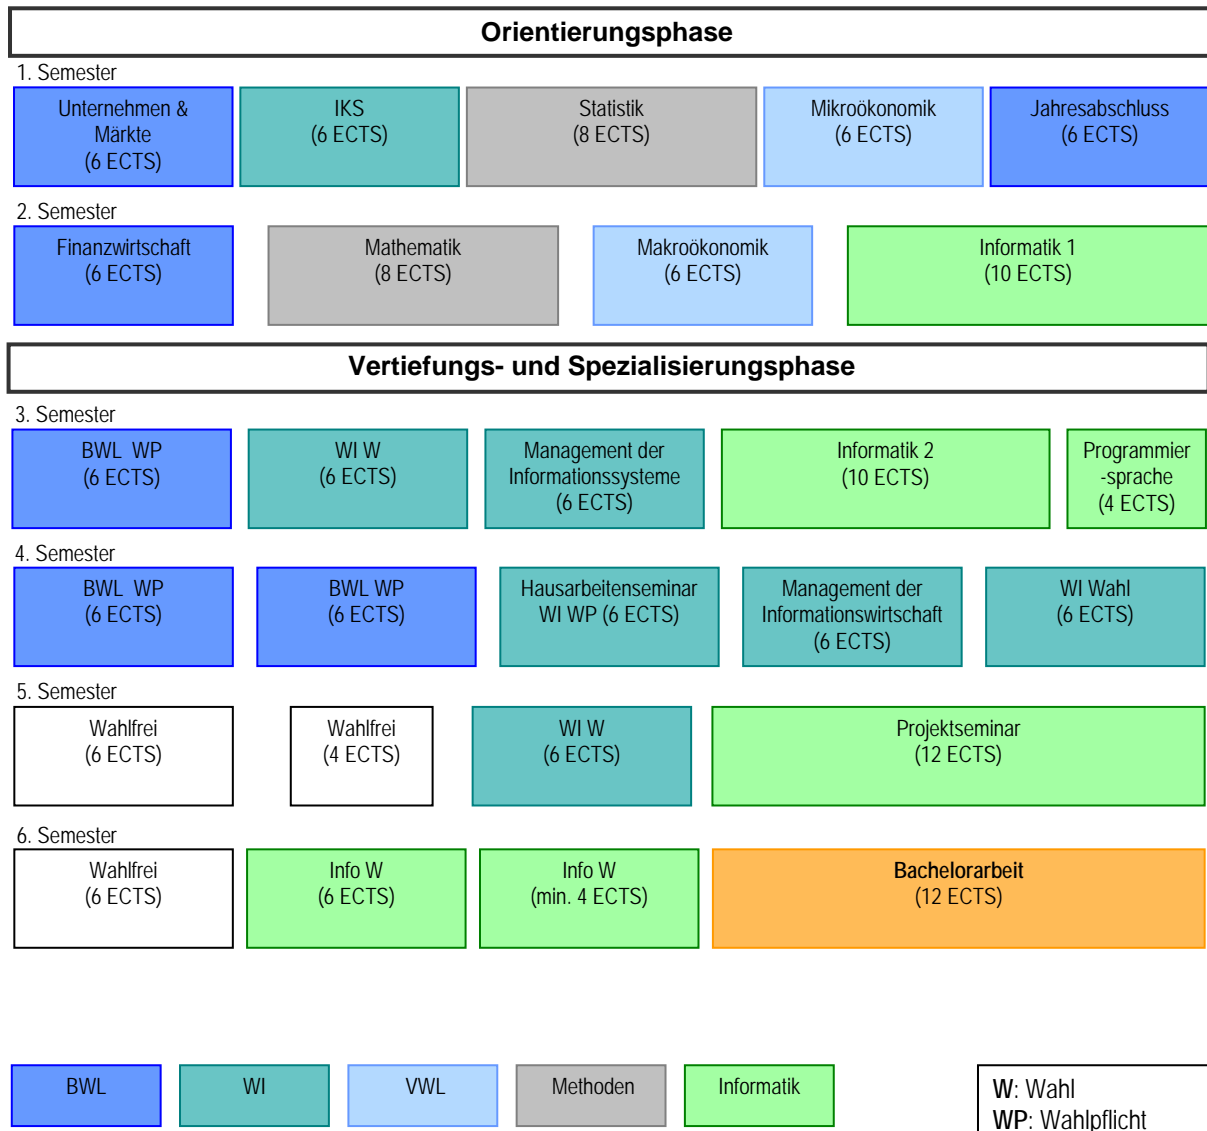 Orientierungsphase
1. Semester
Unternehmen &
Märkte
(6 ECTS)
IKS
(6 ECTS)
Statistik
(8 ECTS)
Mikroökonomik
(6 ECTS)
Jahresabschluss
(6 ECTS)
2. Semester
Finanzwirtschaft
(6 ECTS)
Mathematik
(8 ECTS)
Makroökonomik
(6 ECTS)
Informatik 1
(10 ECTS)
Vertiefungs- und Spezialisierungsphase
3. Semester
BWL WP
(6 ECTS)
WI W
(6 ECTS)
Management der
Informationssysteme
(6 ECTS)
Informatik 2
(10 ECTS)
Programmier
-sprache
(4 ECTS)
4. Semester
BWL WP
(6 ECTS)
BWL WP
(6 ECTS)
Hausarbeitenseminar
WI WP (6 ECTS)
Management der
Informationswirtschaft
(6 ECTS)
WI Wahl
(6 ECTS)
5. Semester
Wahlfrei
(6 ECTS)
Wahlfrei
(4 ECTS)
WI W
(6 ECTS)
Projektseminar
(12 ECTS)
6. Semester
Wahlfrei
(6 ECTS)
Info W
(6 ECTS)
Info W
(min. 4 ECTS)
Bachelorarbeit
(12 ECTS)
BWL
WI
VWL
Methoden
Informatik
W: Wahl
WP: Wahlpflicht